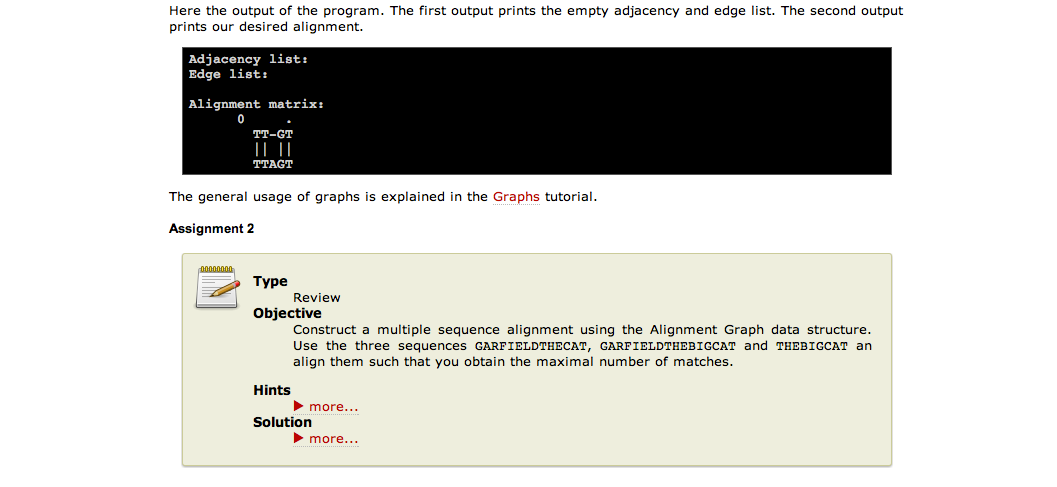 Here the output of the program. The first output prints the empty adjacency and edge list. The second output
prints our desired alignment.
Adjacency list:
Edge list:
Alignment matrix:
0     .
TT-GT
|| ||
TTAGT
The general usage of graphs is explained in the Graphs tutorial.
Assignment 2
Type
Review
Objective
Construct a multiple sequence alignment using the Alignment Graph data structure.
Use the three sequences GARFIELDTHECAT, GARFIELDTHEBIGCAT and THEBIGCAT an
align them such that you obtain the maximal number of matches.
Hints
more...
Solution
more...